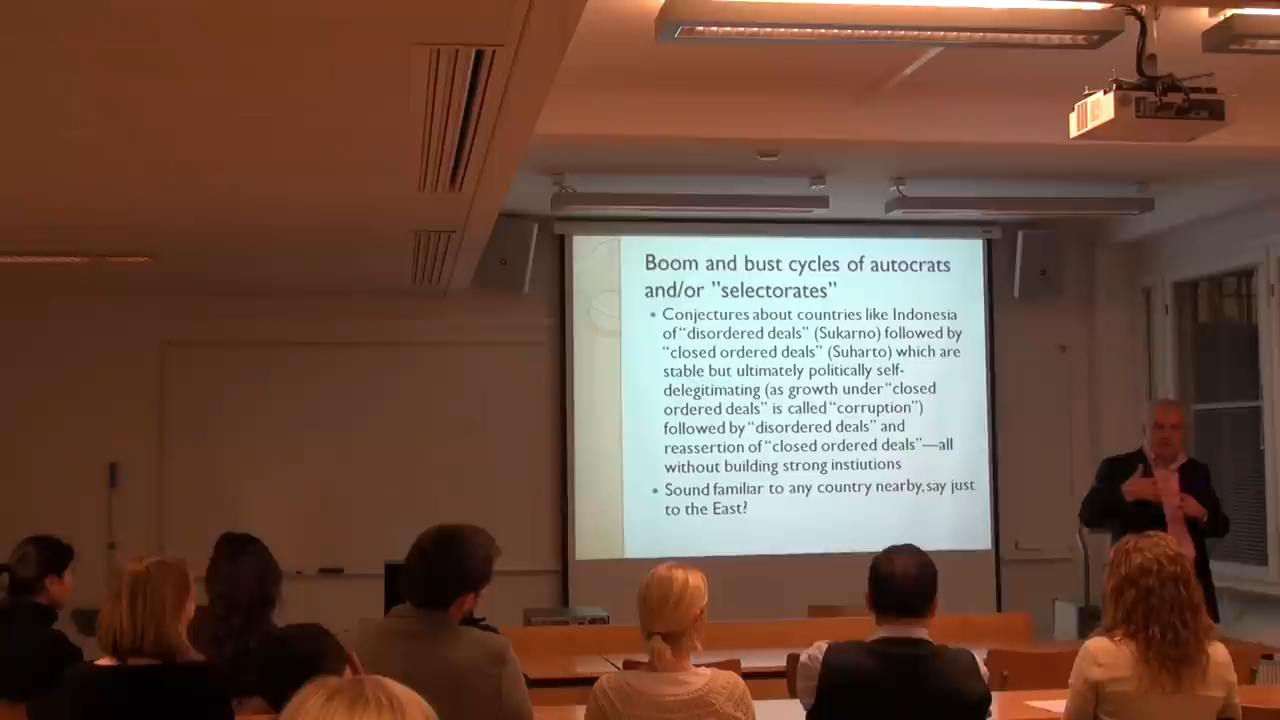 Boom and bust cycles of autocrats
and/or ”selectorates”
• Conjectures about countries like Indonesia
of “disordered deals” (Sukarno) followed by
“closed ordered deals” (Suharto) which are
stable but ultimately politically self-
delegitimating (as growth under “closed
ordered deals” is called “corruption”)
followed by “disordered deals” and
reassertion of “closed ordered deals”—all
without building strong instiutions
• Sound familiar to any country nearby, say just
to the East?